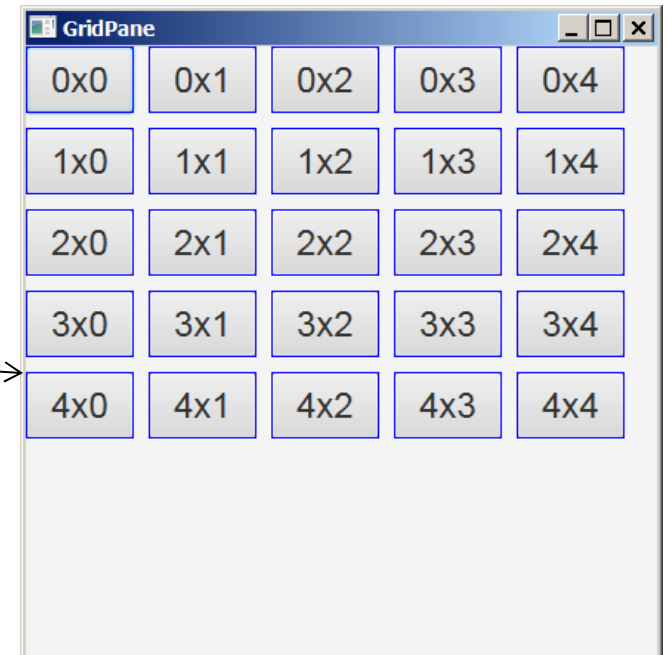 GridPane
0x0 0x1 0x2 0x3 0x4
1x0 1x1 1x2 1x3 1x4
2x0 2x1 2x2 2x3 2x4
3x0 3x1 3x2 3x3 3x4
4x0 4x1 4x2 4x3 4x4